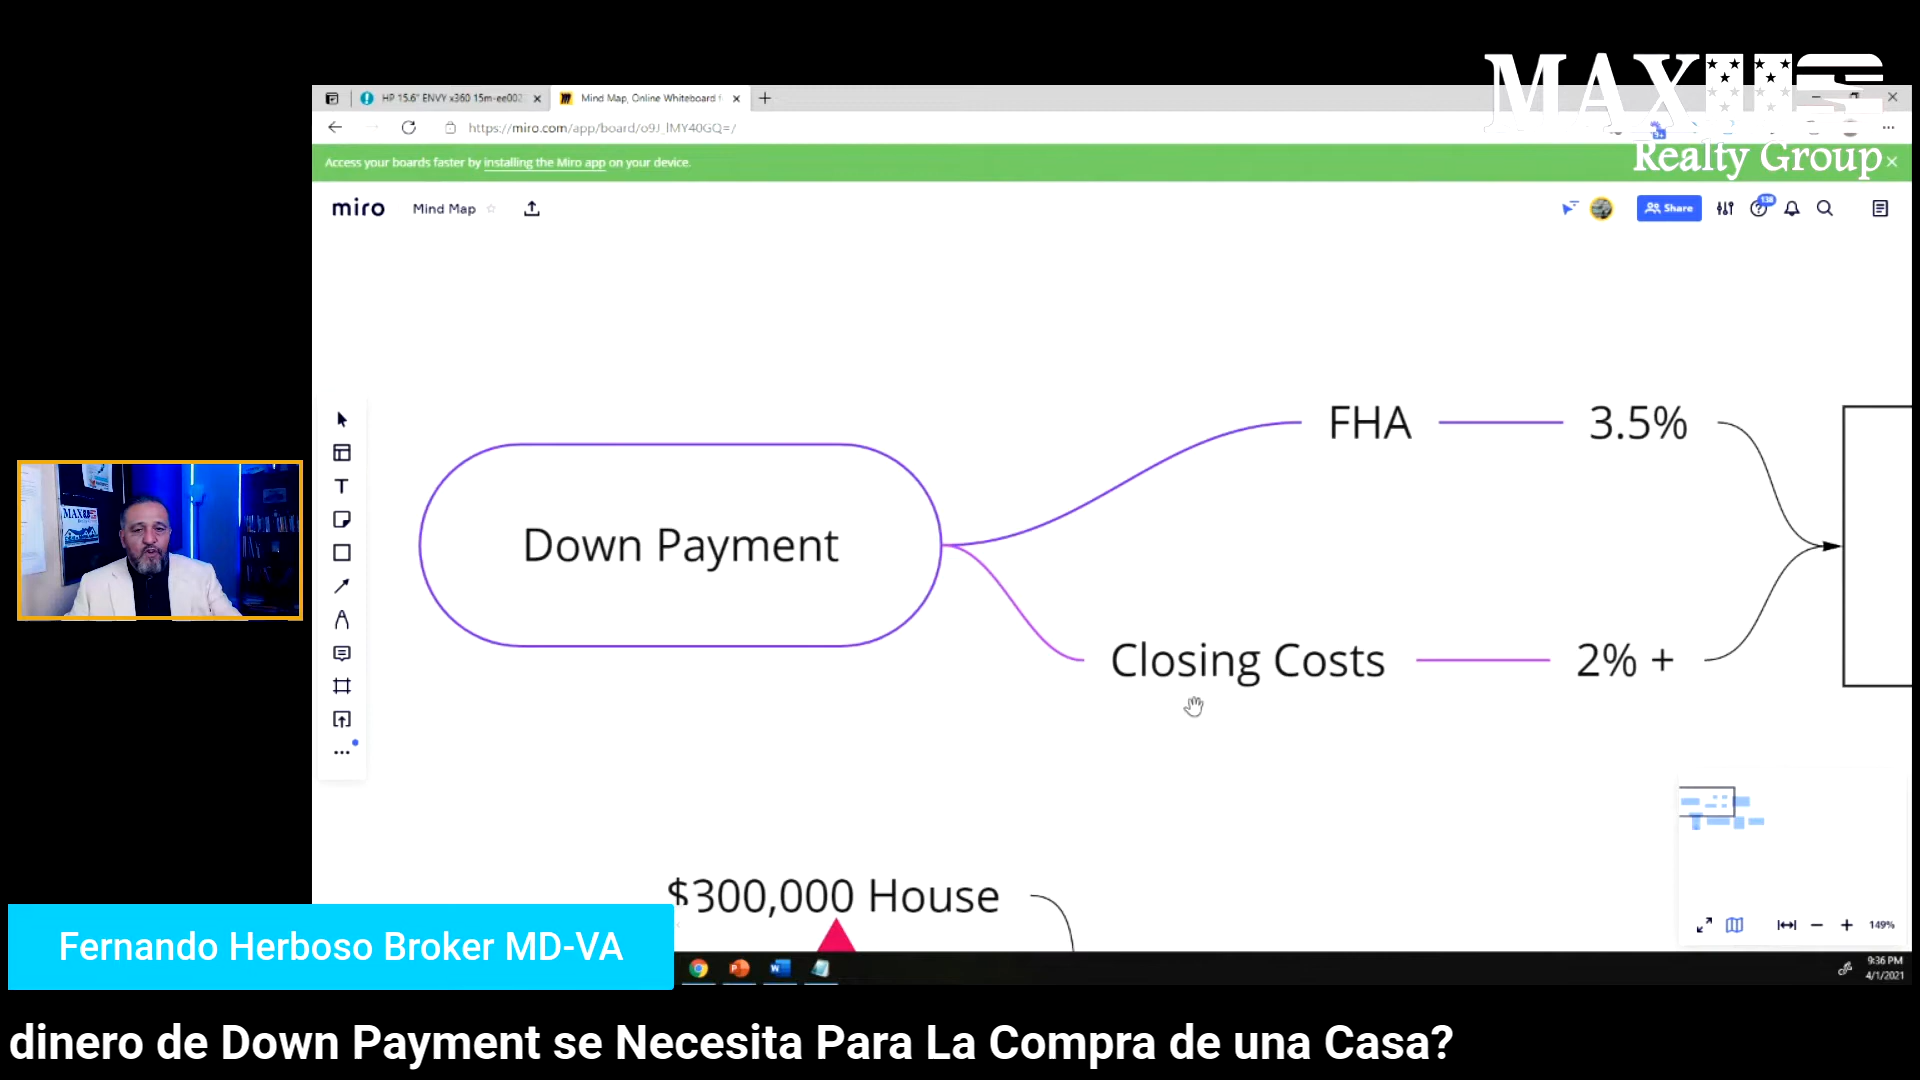 MAXUS
Realty Group
HP 15.6" ENVY x360 15m-ee002
Mind Map, Online Whiteboard f
https://miro.com/app/board/o9J_lMY40GQ=/
Access your boards faster by installing the Miro app on your device.
miro
Mind Map
Share
138
FHA
3.5%
Down Payment
Closing Costs
2% +
$300,000 House
149%
Fernando Herboso Broker MD-VA
9:36 PM
4/1/2021
dinero de Down Payment se Necesita Para La Compra de una Casa?